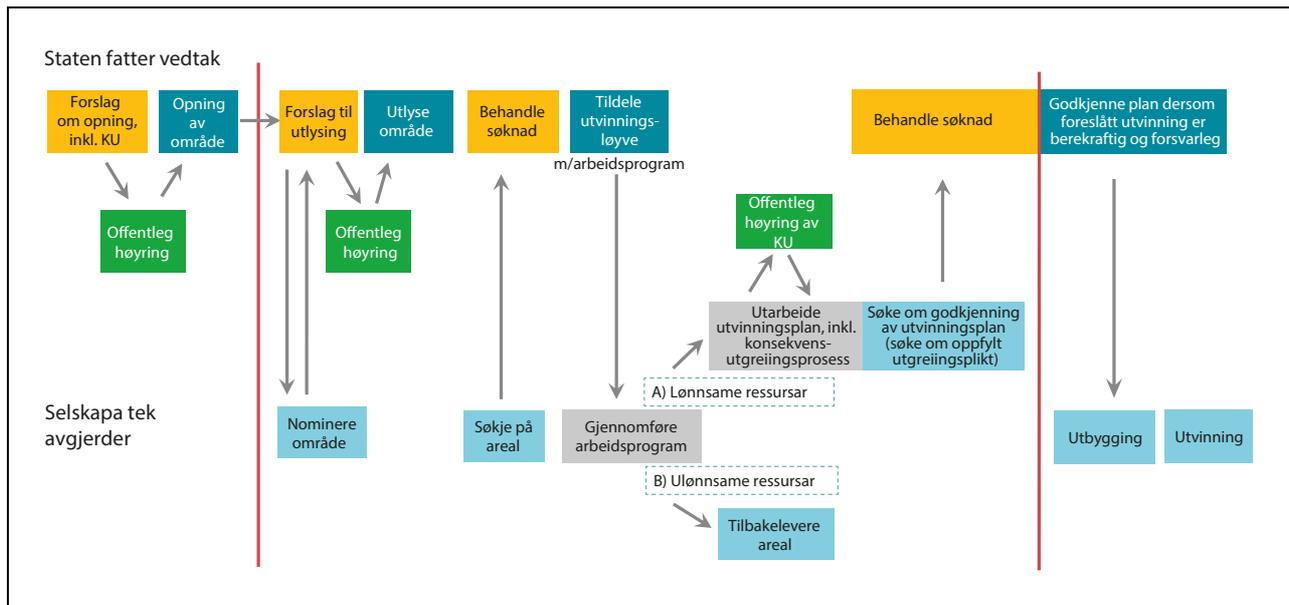 Staten fatter vedtak
Forslag
om opning,
inkl. KU
Opning
av
område
Forslag til
utlysing
Utlyse
område
Behandle
søknad
Tildele
utvinnings-
løyve
m/arbeidsprogram
Behandle søknad
Godkjenne plan dersom
foreslått utvinning er
berekraftig og forsvarleg
Offentleg
høyring
Offentleg
høyring
Offentleg
høyring av
KU
Utarbeide
utvinningsplan, inkl.
konsekvens-
utgreiingsprosess
Søke om godkjenning
av utvinningsplan
(søke om oppfylt
utgreiingsplikt)
A) Lønnsame ressursar
Selskapa tek
avgjerder
Nominere
område
Søkje på
areal
Gjennomføre
arbeidsprogram
Utbygging
Utvinning
B) Ulønnsame ressursar
Tilbakelevere
areal